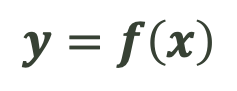 y = f(x)